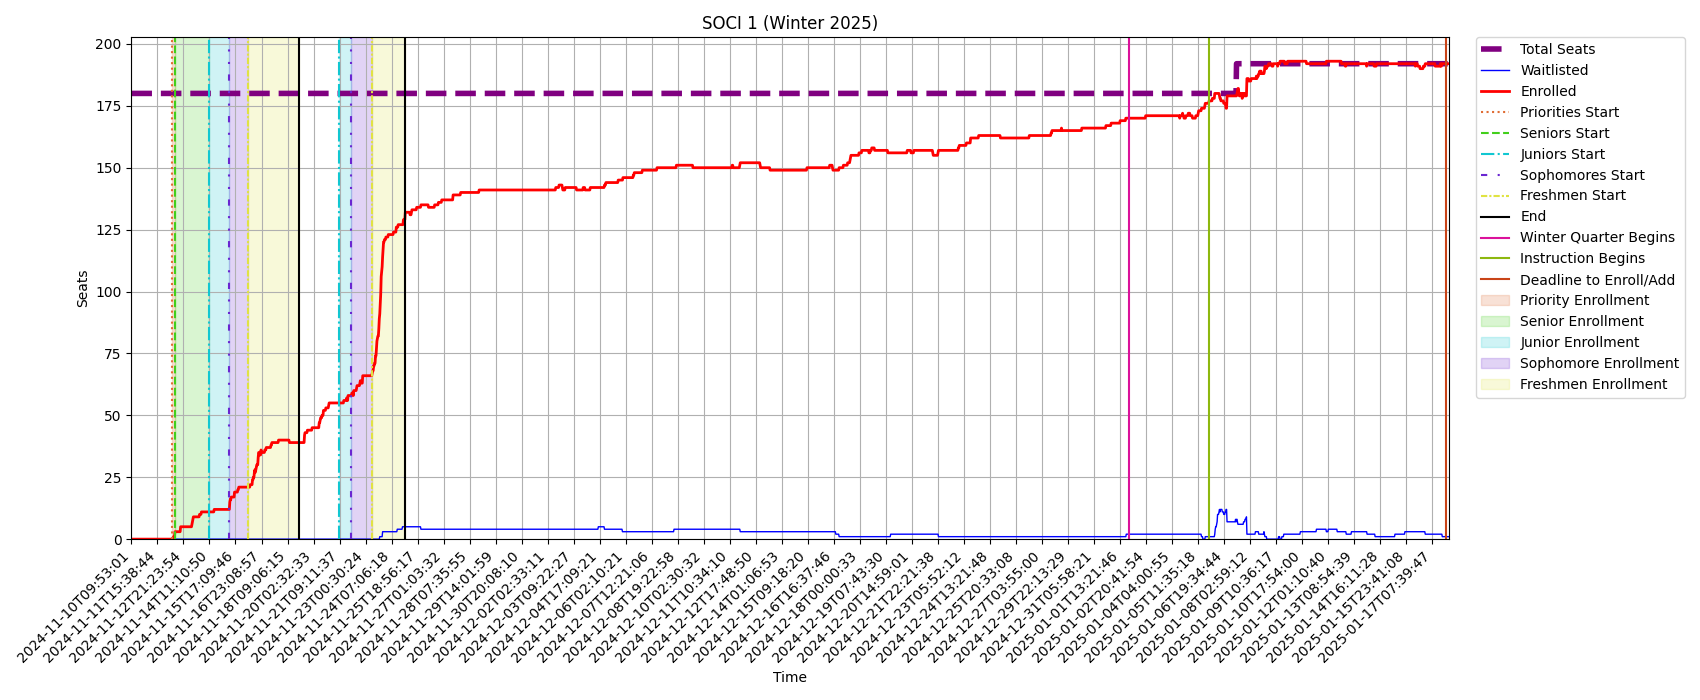 SOCI 1 (Winter 2025)
Seats
200
175
150
125
100
75
50
25
0
2024-11-10T09:53:01
2024-11-11T15:38:44
2024-11-12T21:23:54
2024-11-14T11:10:50
2024-11-15T17:09:46
2024-11-16T23:08:57
2024-11-18T09:06:15
2024-11-20T02:32:33
2024-11-21T09:11:37
2024-11-23T00:30:24
2024-11-24T07:06:18
2024-11-25T18:56:17
2024-11-27T01:03:32
2024-11-28T07:35:55
2024-11-29T14:01:59
2024-11-30T20:08:10
2024-12-02T02:33:11
2024-12-03T09:22:27
2024-12-04T17:09:21
2024-12-06T02:10:21
2024-12-07T12:21:06
2024-12-08T19:22:58
2024-12-10T02:30:32
2024-12-11T10:34:10
2024-12-12T17:48:50
2024-12-14T01:06:53
2024-12-15T09:18:20
2024-12-16T16:37:46
2024-12-18T00:00:33
2024-12-19T07:43:30
2024-12-20T14:59:01
2024-12-21T22:21:38
2024-12-23T05:52:12
2024-12-24T13:21:48
2024-12-25T20:33:08
2024-12-27T03:55:00
2024-12-29T22:13:29
2024-12-31T05:58:21
2025-01-01T13:21:46
2025-01-02T20:41:54
2025-01-04T04:00:55
2025-01-05T11:35:18
2025-01-06T19:34:44
2025-01-08T02:59:12
2025-01-09T10:36:17
2025-01-10T17:54:00
2025-01-12T01:10:40
2025-01-13T08:54:39
2025-01-14T16:11:28
2025-01-15T23:41:08
2025-01-17T07:39:47
Time
Total Seats
Waitlisted
Enrolled
Priorities Start
Seniors Start
Juniors Start
Sophomores Start
Freshmen Start
End
Winter Quarter Begins
Instruction Begins
Deadline to Enroll/Add
Priority Enrollment
Senior Enrollment
Junior Enrollment
Sophomore Enrollment
Freshmen Enrollment